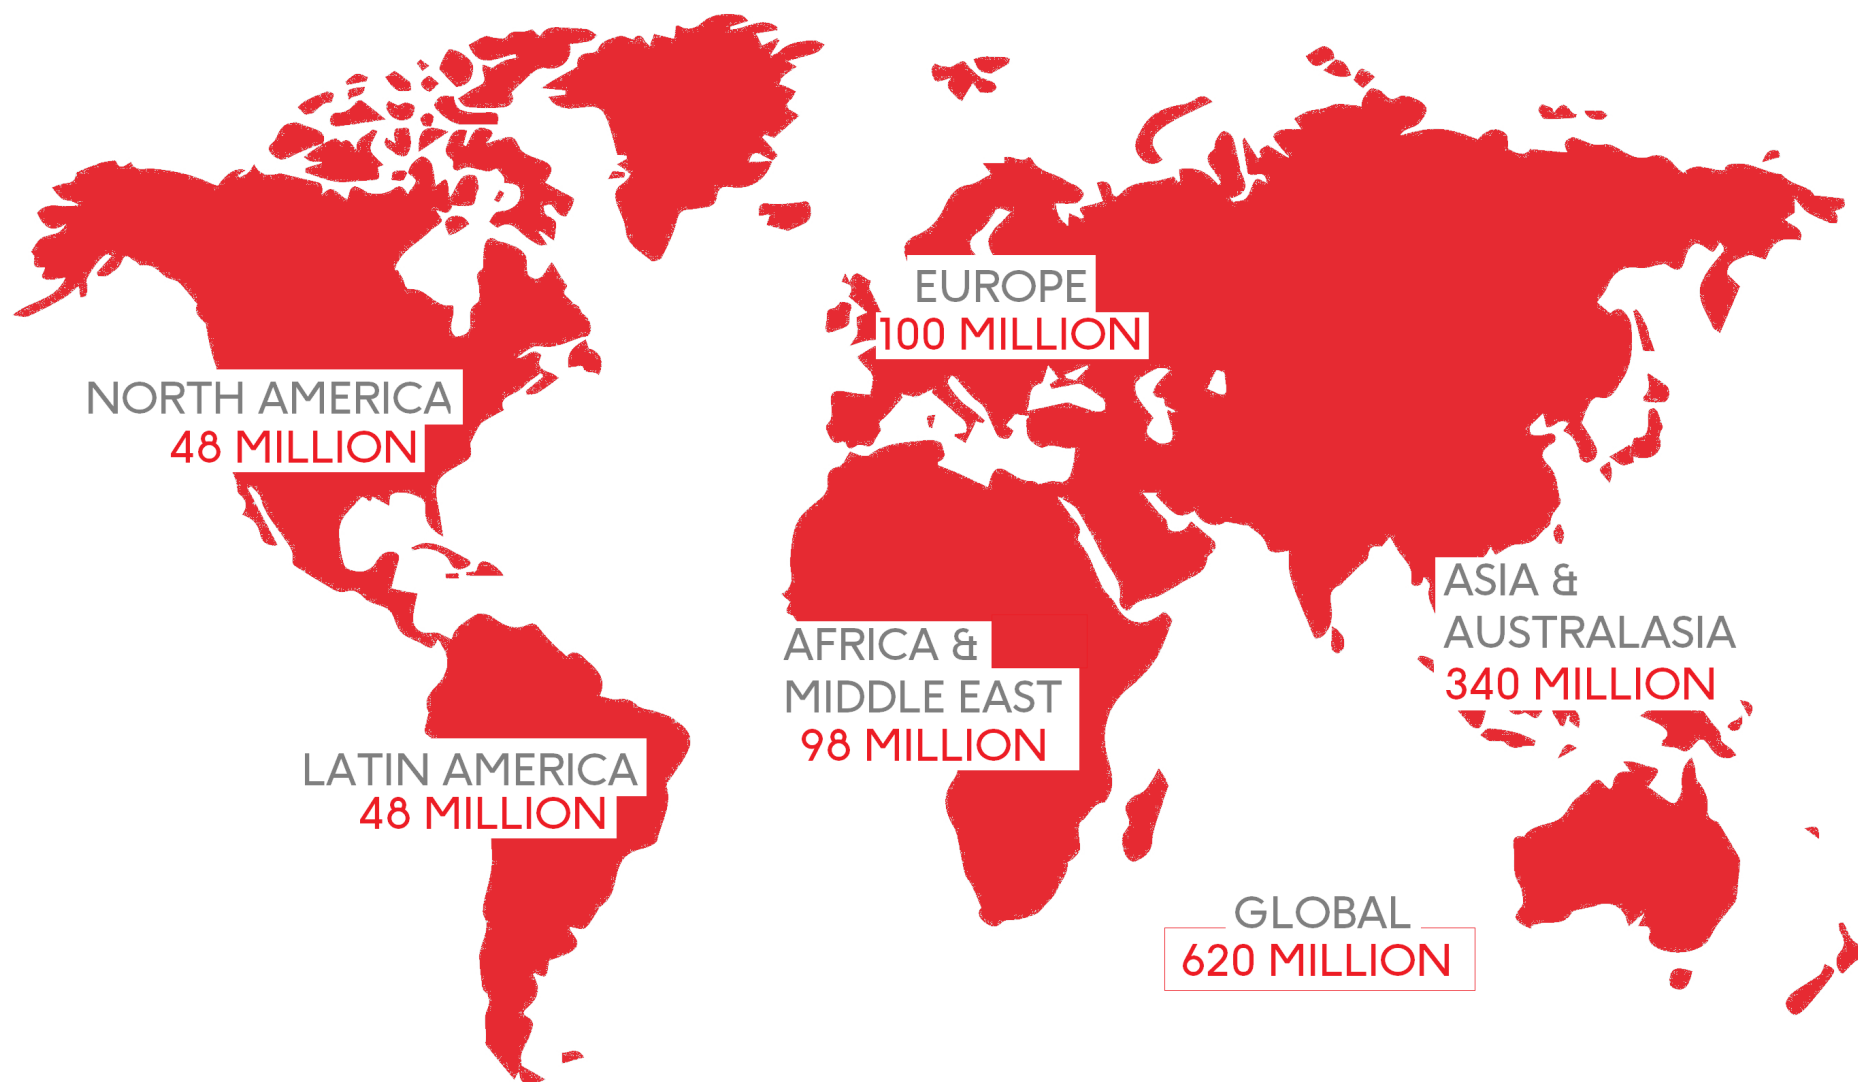 EUROPE
100 MILLION
NORTH AMERICA
48 MILLION
ASIA &
AUSTRALASIA
340 MILLION
AFRICA &
MIDDLE EAST
98 MILLION
LATIN AMERICA
48 MILLION
GLOBAL
620 MILLION